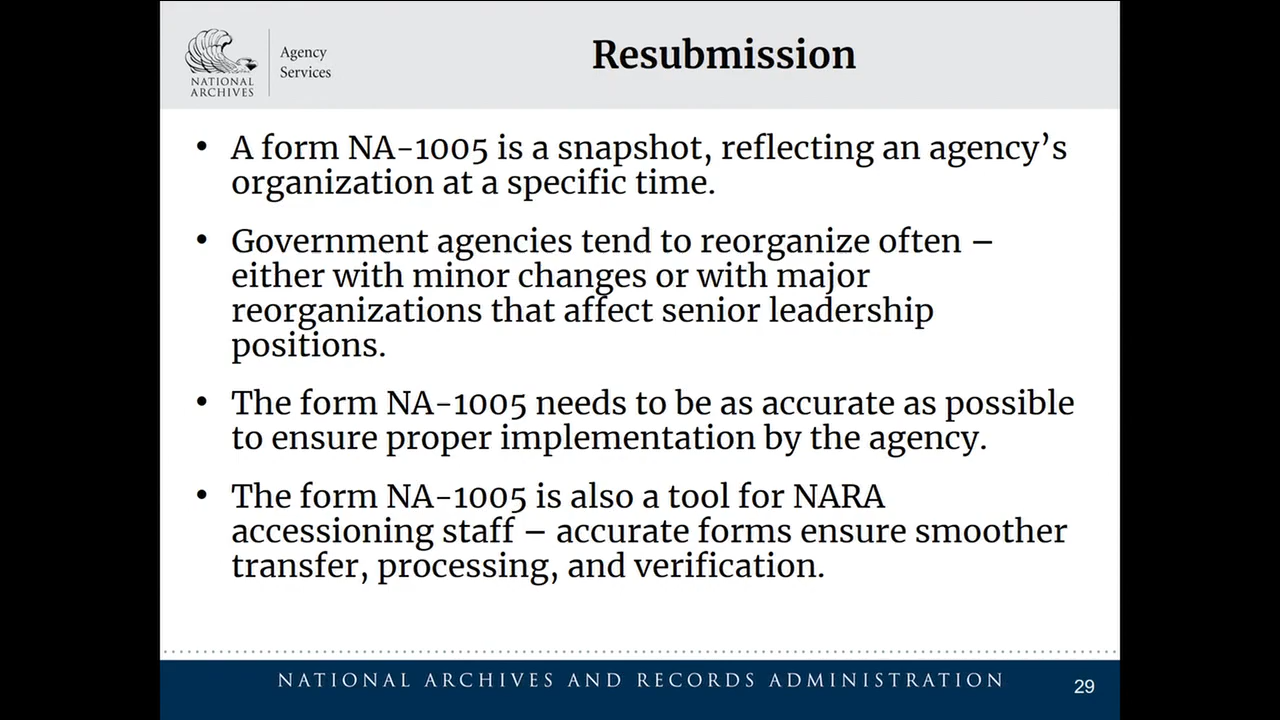 NATIONAL
ARCHIVES
Agency
Services
Resubmission
• A form NA-1005 is a snapshot, reflecting an agency’s
organization at a specific time.
• Government agencies tend to reorganize often –
either with minor changes or with major
reorganizations that affect senior leadership
positions.
• The form NA-1005 needs to be as accurate as possible
to ensure proper implementation by the agency.
• The form NA-1005 is also a tool for NARA
accessioning staff – accurate forms ensure smoother
transfer, processing, and verification.
NATIONAL ARCHIVES AND RECORDS ADMINISTRATION
29